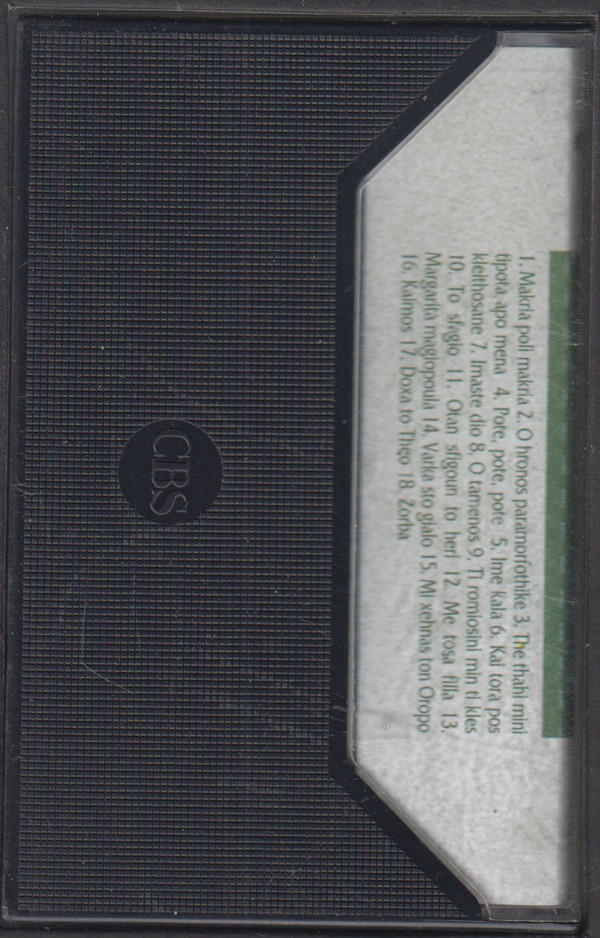 1. Makria poli makria 2. O hronos paramorfothike 3. The thahi mini
tipota apo mena 4. Pote, pote, pote 5. Ime kala 6. Kai tora pos
kleithosane 7. Imaste dio 8. O tamenos 9. Ti romiosini min ti kles
10. To sfagio 11. Otan sfigoun to heri 12. Me tosa filla 13.
Margarita magiopoula 14. Varka sto gialo 15. Mi xehnas ton Oropo
16. Kaimos 17. Doxa to Theo 18. Zorba
CBS